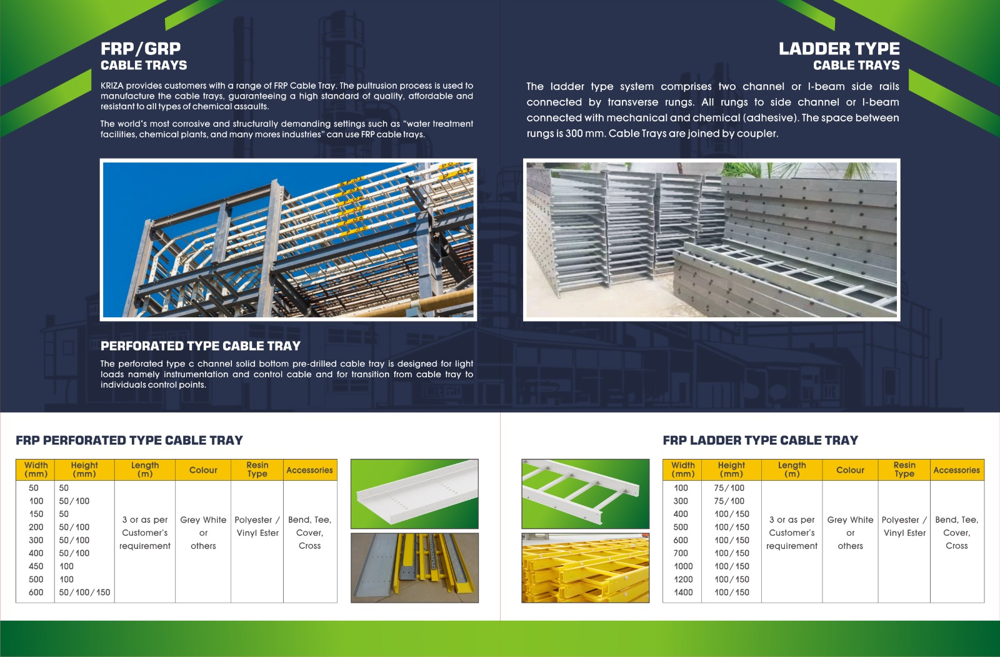 FRP/GRP
CABLE TRAYS
KRIZA provides customers with a range of FRP Cable Tray. The pultrusion process is used to
manufacture the cable trays, guaranteeing a high standard of quality, affordable and
resistant to all types of chemical assaults.
The world's most corrosive and structurally demanding settings such as “water treatment
facilities, chemical plants, and many mores industries” can use FRP cable trays.
PERFORATED TYPE CABLE TRAY
The perforated type c channel solid bottom pre-drilled cable tray is designed for light
loads namely instrumentation and control cable and for transition from cable tray to
individuals control points.
LADDER TYPE
CABLE TRAYS
The ladder type system comprises two channel or I-beam side rails
connected by transverse rungs. All rungs to side channel or I-beam
connected with mechanical and chemical (adhesive). The space between
rungs is 300 mm. Cable Trays are joined by coupler.
FRP PERFORATED TYPE CABLE TRAY
Width (mm) Height (mm) Length (m) Colour Resin Type Accessories
50 50
100 50/100
150 50
200 50/100
300 50/100
400 50/100
450 100
500 100
600 50/100/150
3 or as per
Customer's
requirement
Grey White
or
others
Polyester /
Vinyl Ester
Bend, Tee,
Cover,
Cross
FRP LADDER TYPE CABLE TRAY
Width (mm) Height (mm) Length (m) Colour Resin Type Accessories
100 75/100
300 75/100
400 100/150
500 100/150
600 100/150
700 100/150
1000 100/150
1200 100/150
1400 100/150
3 or as per
Customer's
requirement
Grey White
or
others
Polyester /
Vinyl Ester
Bend, Tee,
Cover,
Cross